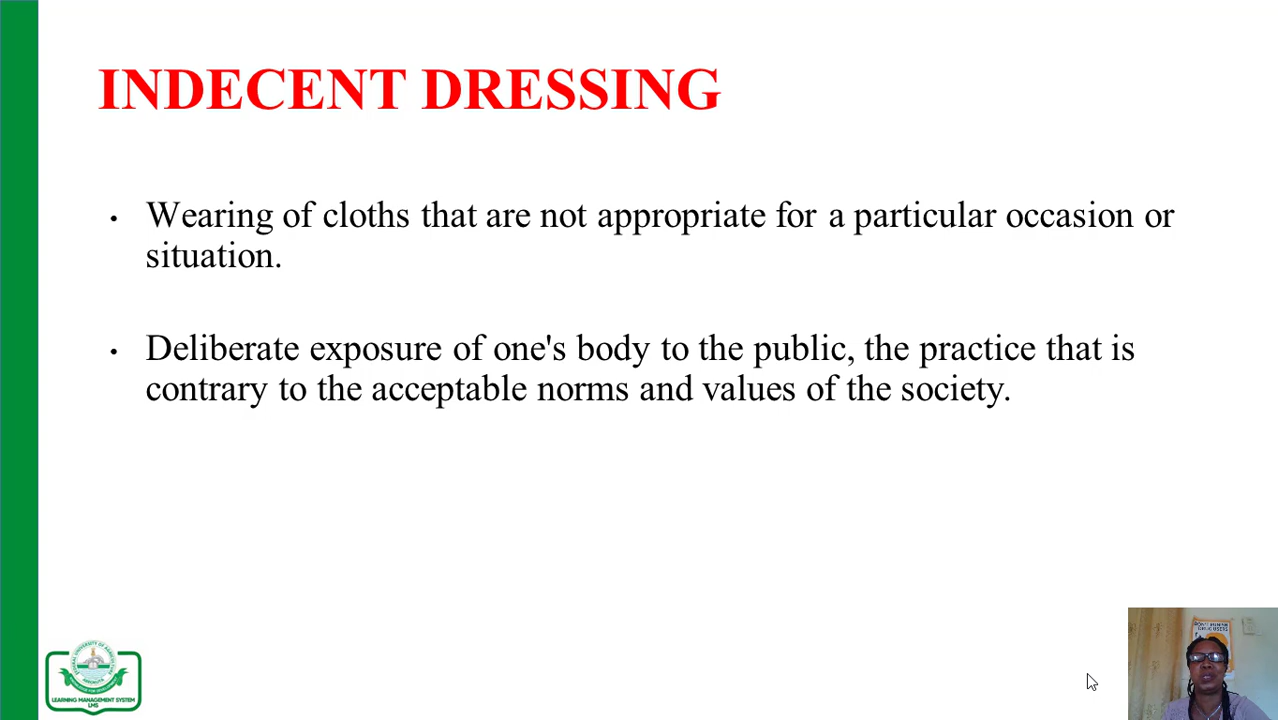 INDECENT DRESSING
• Wearing of cloths that are not appropriate for a particular occasion or
situation.
• Deliberate exposure of one's body to the public, the practice that is
contrary to the acceptable norms and values of the society.
LEARNING MANAGEMENT SYSTEM
LMS